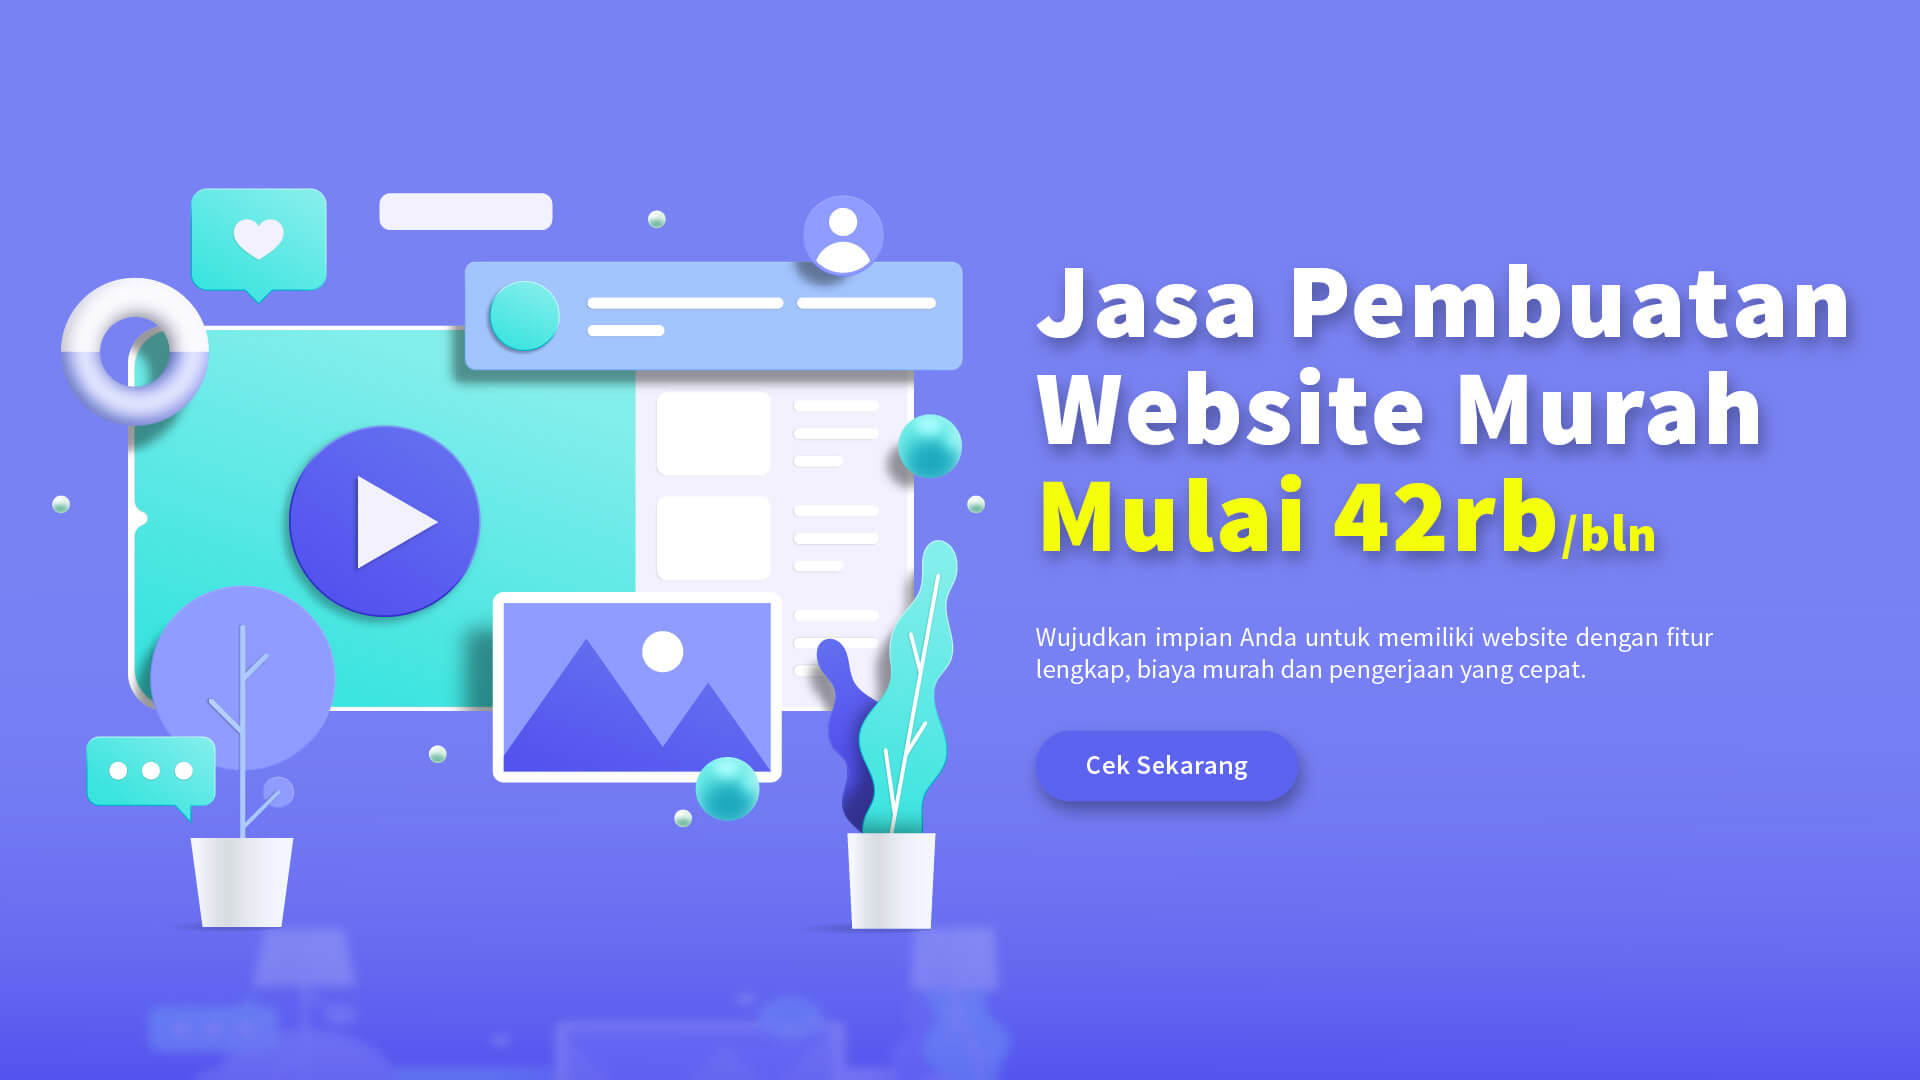 Jasa Pembuatan
Website Murah
Mulai 42rb/bln
Wujudkan impian Anda untuk memiliki website dengan fitur
lengkap, biaya murah dan pengerjaan yang cepat.
Cek Sekarang